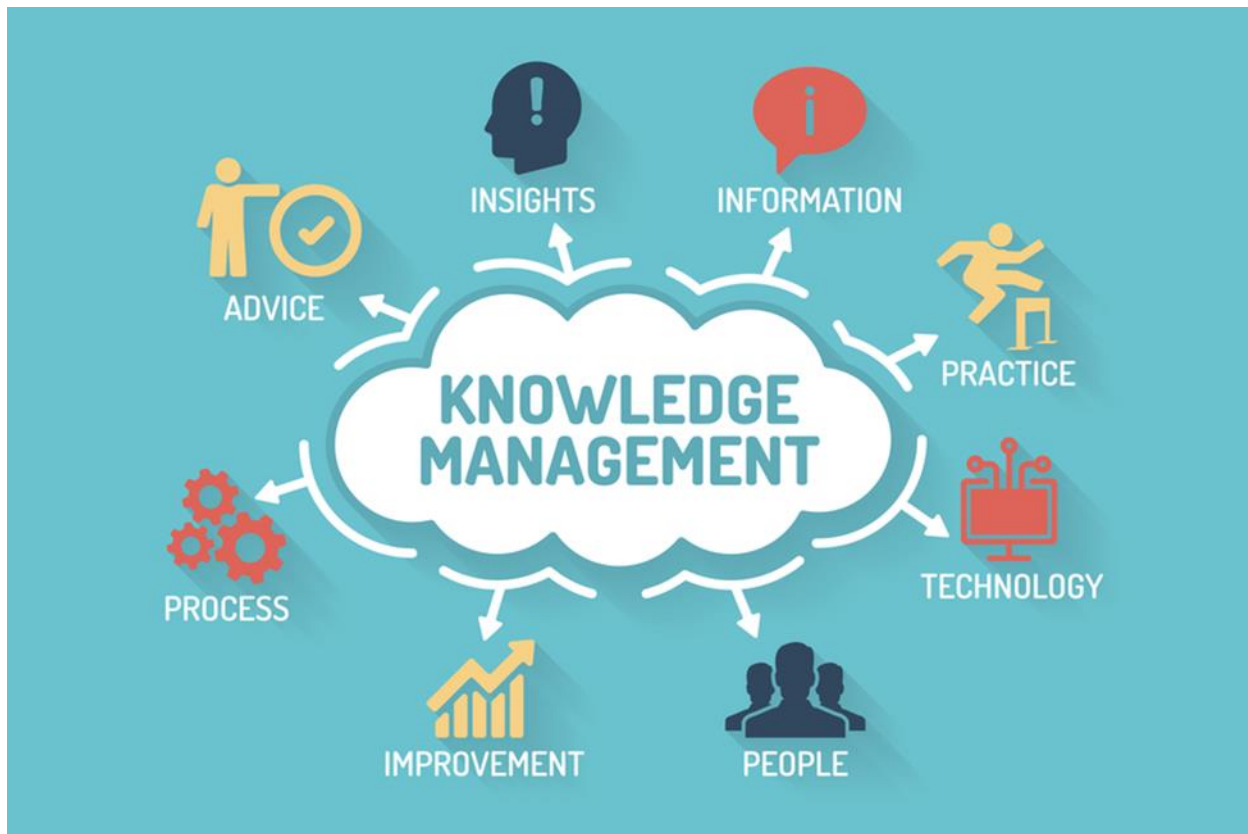 INSIGHTS
INFORMATION
ADVICE
PRACTICE
KNOWLEDGE
MANAGEMENT
TECHNOLOGY
PROCESS
IMPROVEMENT
PEOPLE